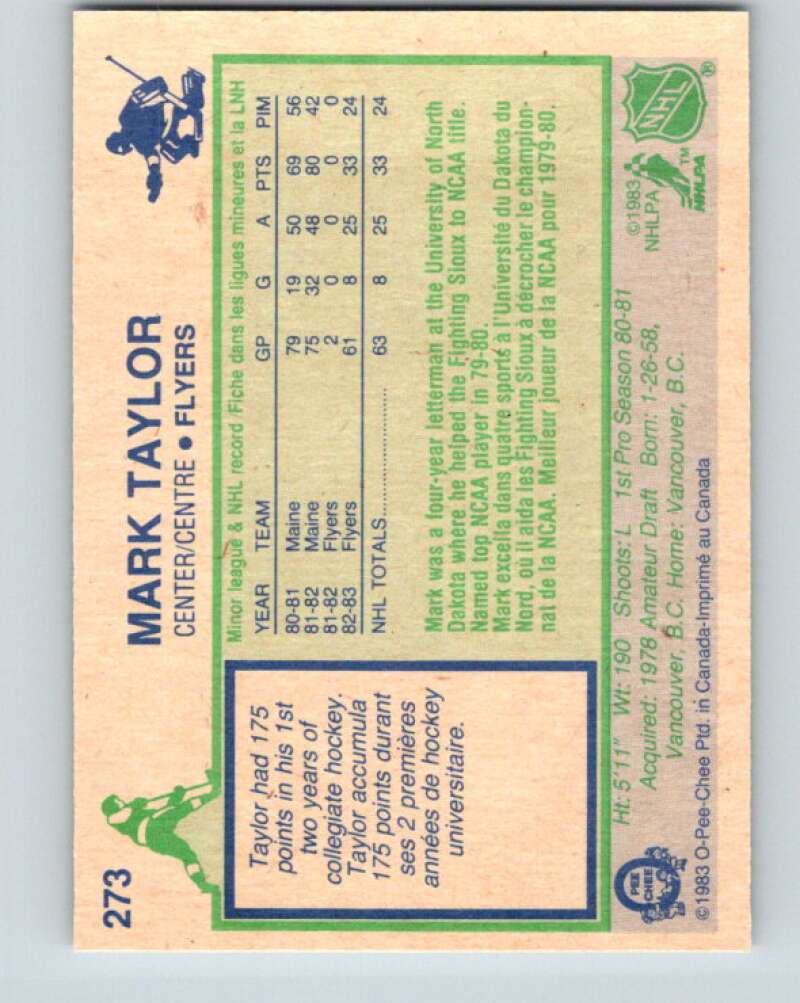 273
MARK TAYLOR
CENTER/CENTRE • FLYERS
Taylor had 175
points in his 1st
two years of
collegiate hockey.
Taylor accumula
175 points durant
ses 2 premières
années de hockey
universitaire.
Minor league & NHL record/Fiche dans les ligues mineures et la LNH
YEAR TEAM GP G A PTS PIM
80-81 Maine 79 19 50 69 56
81-82 Maine 75 32 48 80 42
81-82 Flyers 2 0 0 0 0
82-83 Flyers 61 8 25 33 24
NHL TOTALS.................... 63 8 25 33 24
Mark was a four-year letterman at the University of North
Dakota where he helped the Fighting Sioux to NCAA title.
Named top NCAA player in 79-80.
Mark excella dans quatre sports à l'Université du Dakota du
Nord, où il aida les Fighting Sioux à décrocher le champion-
nat de la NCAA. Meilleur joueur de la NCAA pour 1979-80.
Ht: 5'11" Wt: 190 Shoots: L 1st Pro Season 80-81
Acquired: 1978 Amateur Draft Born: 1-26-58,
Vancouver, B.C. Home: Vancouver, B.C.
©1983 O-Pee-Chee Ptd. in Canada-Imprimé au Canada
O PEE CHEE
©1983
NHLPA
NHLPA TM
NHL ®